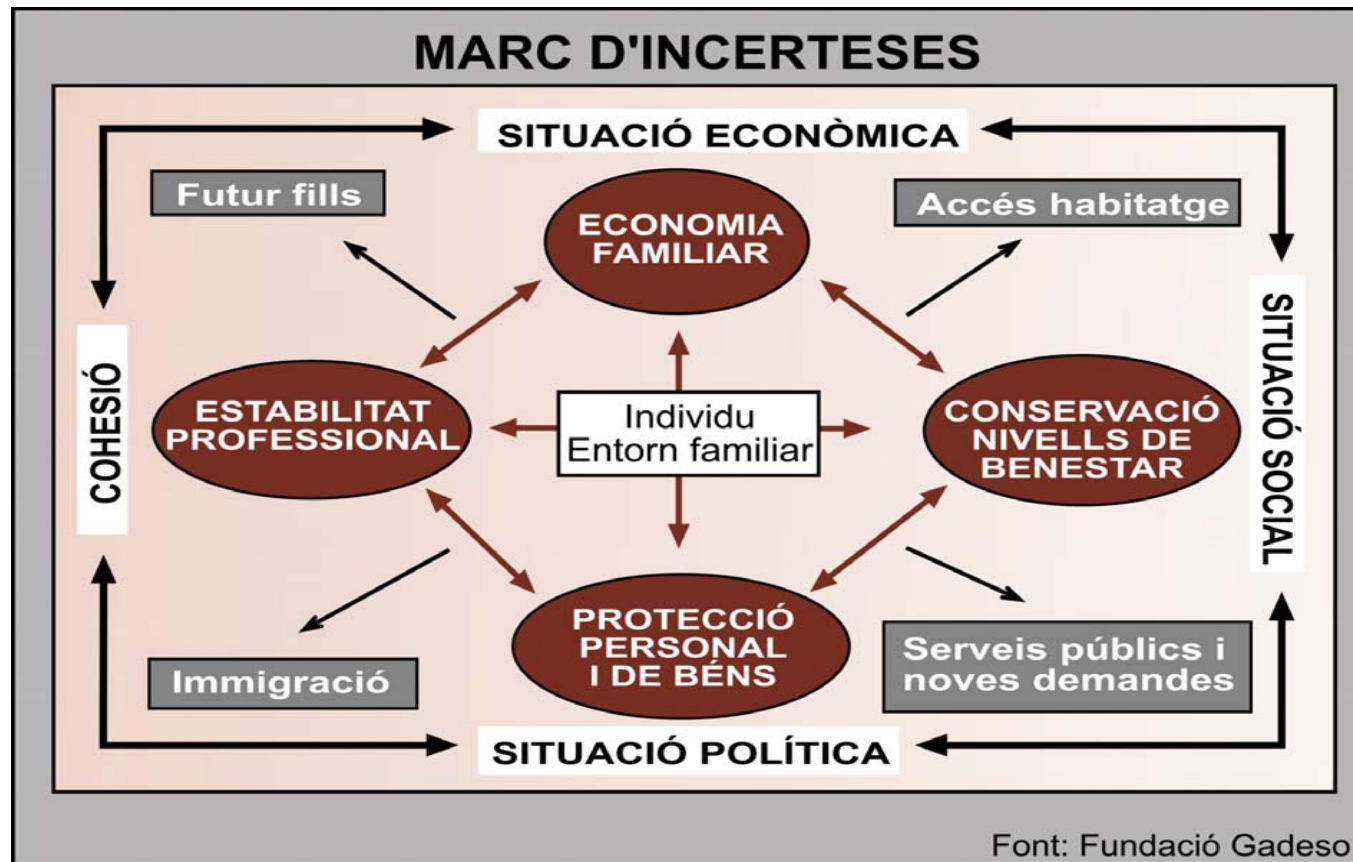 MARC D'INCERTESES
SITUACIÓ ECONÒMICA
Futur fills
Accés habitatge
ECONOMIA
FAMILIAR
COHESIÓ
ESTABILITAT
PROFESSIONAL
Individu
Entorn familiar
CONSERVACIÓ
NIVELLS DE
BENESTAR
SITUACIÓ SOCIAL
PROTECCIÓ
PERSONAL
I DE BÉNS
Immigració
Serveis públics i
noves demandes
SITUACIÓ POLÍTICA
Font: Fundació Gadeso